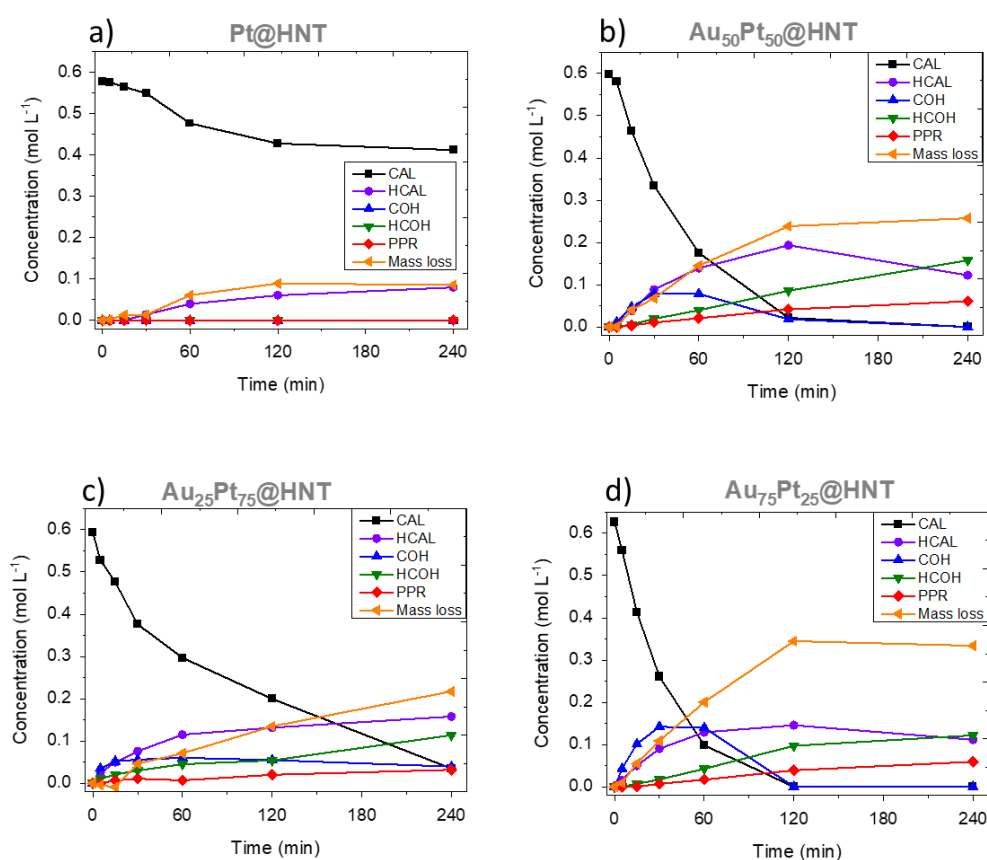 a)
Pt@HNT
Concentration (mol L⁻¹)
0.6
0.5
0.4
0.3
0.2
0.1
0.0
CAL
HCAL
COH
HCOH
PPR
Mass loss
0 60 120 180 240
Time (min)
b)
Au₅₀Pt₅₀@HNT
Concentration (mol L⁻¹)
0.6
0.5
0.4
0.3
0.2
0.1
0.0
CAL
HCAL
COH
HCOH
PPR
Mass loss
0 60 120 180 240
Time (min)
c)
Au₂₅Pt₇₅@HNT
Concentration (mol L⁻¹)
0.6
0.5
0.4
0.3
0.2
0.1
0.0
CAL
HCAL
COH
HCOH
PPR
Mass loss
0 60 120 180 240
Time (min)
d)
Au₇₅Pt₂₅@HNT
Concentration (mol L⁻¹)
0.6
0.5
0.4
0.3
0.2
0.1
0.0
CAL
HCAL
COH
HCOH
PPR
Mass loss
0 60 120 180 240
Time (min)